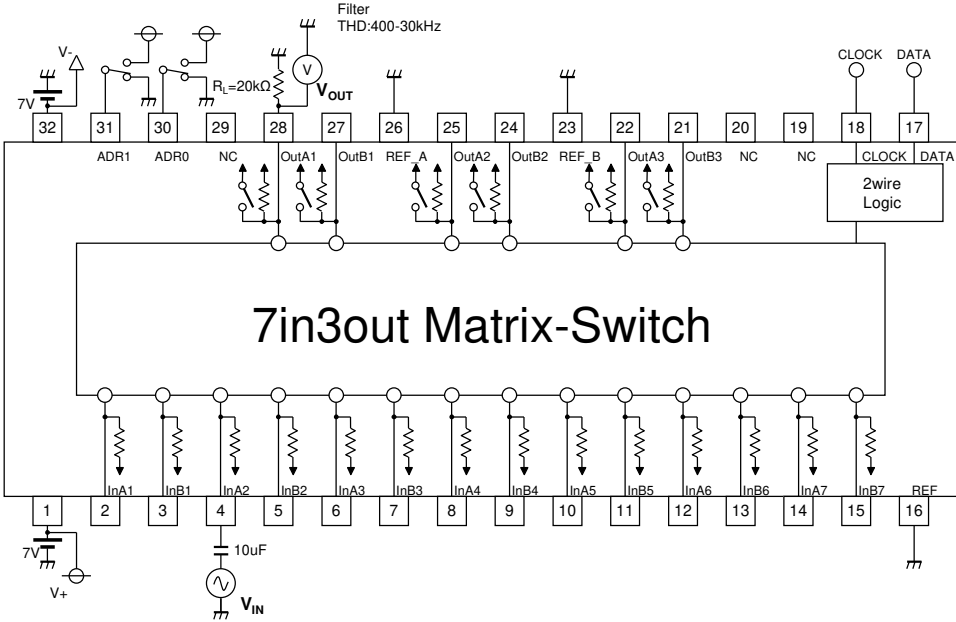 Filter
THD:400-30kHz
V-
7V
RL=20kΩ
V
VOUT
CLOCK
DATA
32
31
30
29
28
27
26
25
24
23
22
21
20
19
18
17
ADR1
ADR0
NC
OutA1
OutB1
REF_A
OutA2
OutB2
REF_B
OutA3
OutB3
NC
NC
CLOCK
DATA
2wire
Logic
7in3out Matrix-Switch
InA1
InB1
InA2
InB2
InA3
InB3
InA4
InB4
InA5
InB5
InA6
InB6
InA7
InB7
REF
1
2
3
4
5
6
7
8
9
10
11
12
13
14
15
16
7V
V+
10uF
VIN